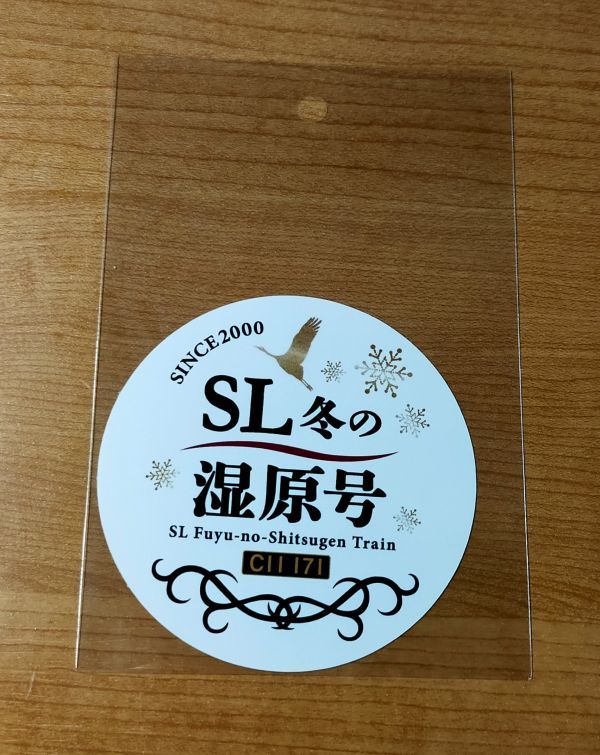 SINCE2000
SL冬の
湿原号
SL Fuyu-no-Shitsugen Train
C11 171